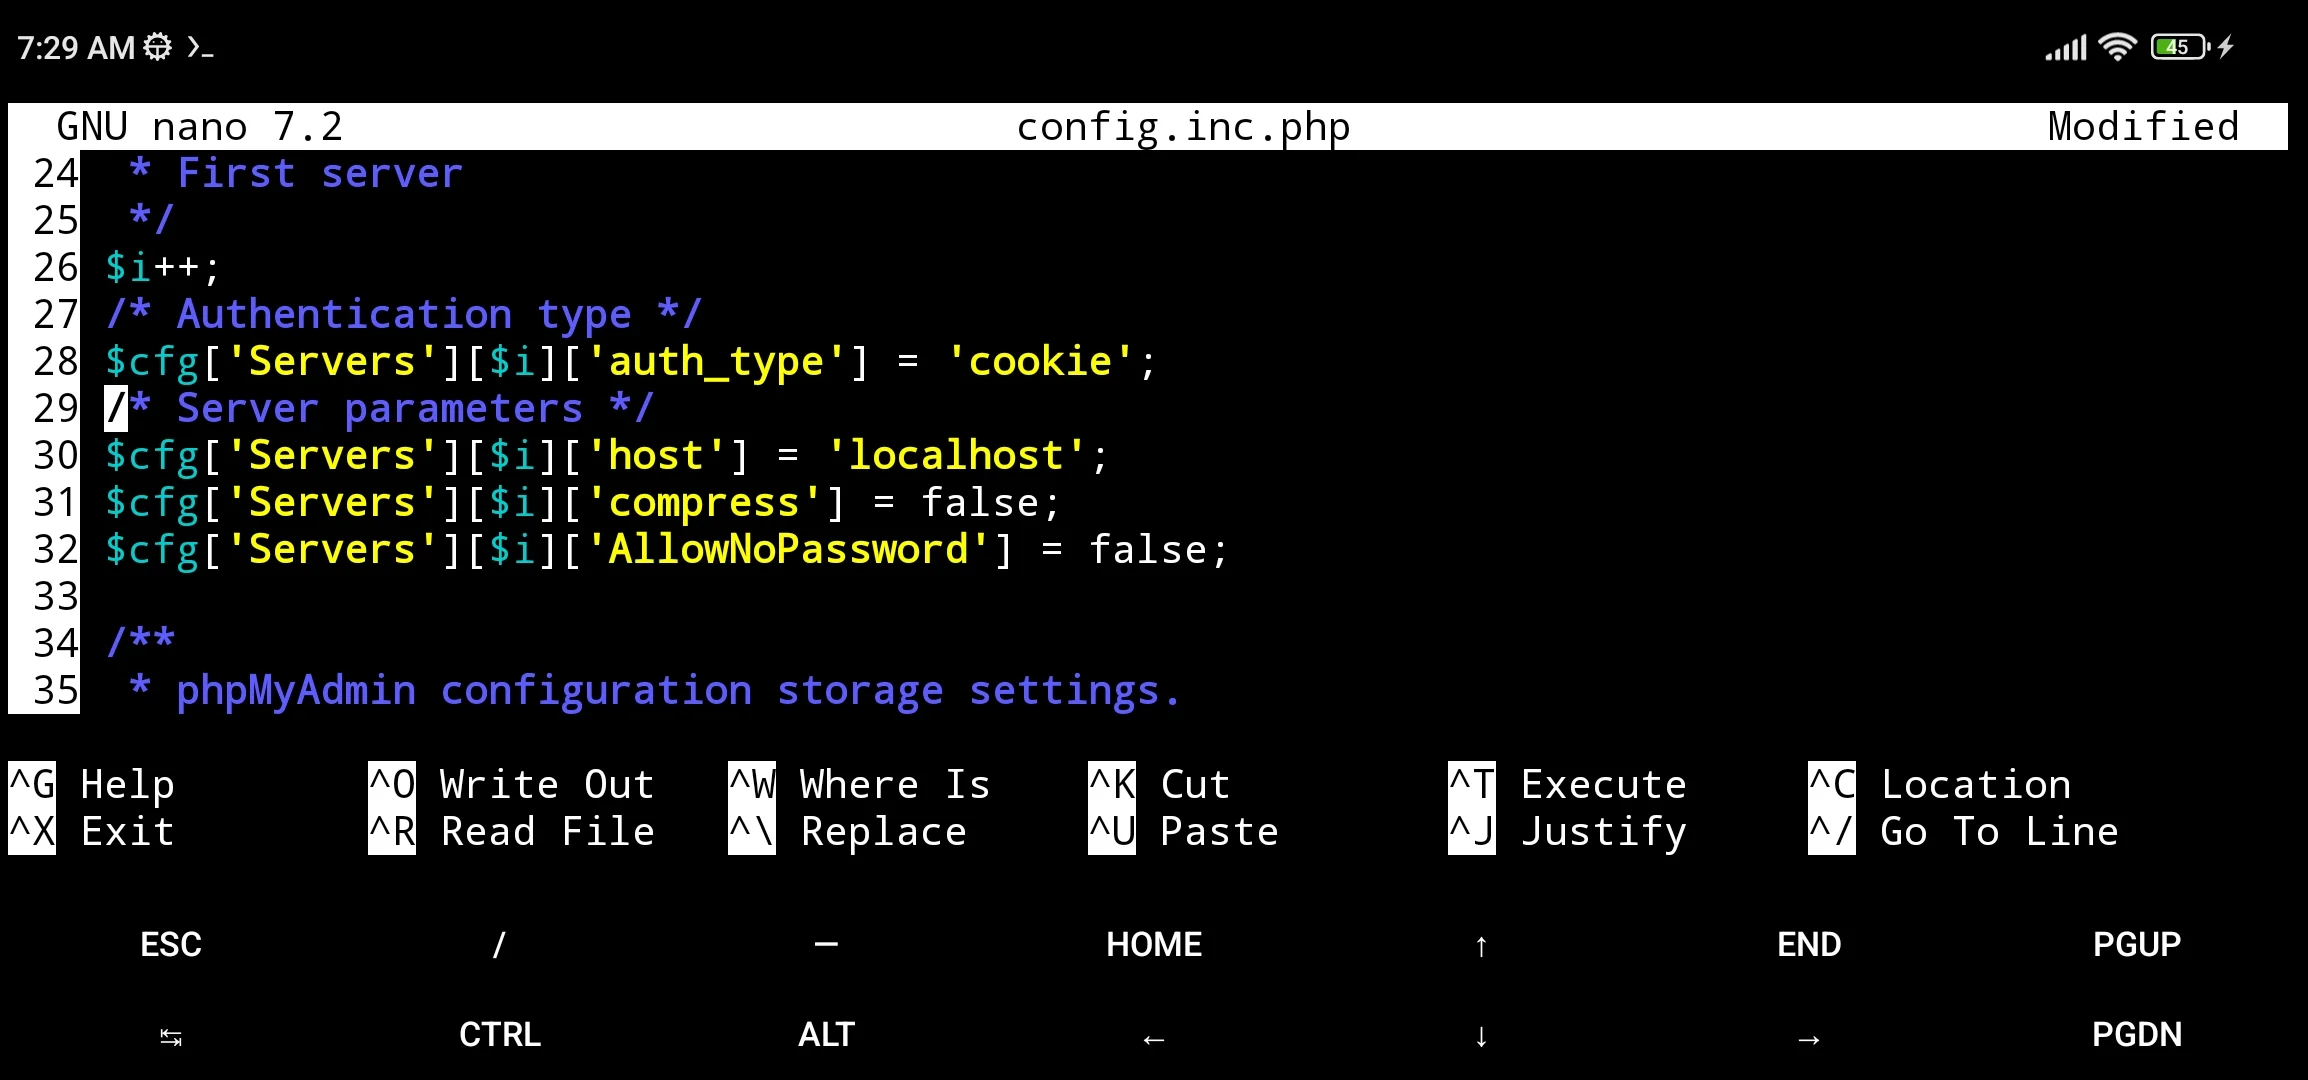 7:29 AM
45
GNU nano 7.2 config.inc.php Modified
24  * First server
25  */
26 $i++;
27 /* Authentication type */
28 $cfg['Servers'][$i]['auth_type'] = 'cookie';
29 /* Server parameters */
30 $cfg['Servers'][$i]['host'] = 'localhost';
31 $cfg['Servers'][$i]['compress'] = false;
32 $cfg['Servers'][$i]['AllowNoPassword'] = false;
33
34 /**
35  * phpMyAdmin configuration storage settings.
^G Help ^O Write Out ^W Where Is ^K Cut ^T Execute ^C Location
^X Exit ^R Read File ^\ Replace ^U Paste ^J Justify ^/ Go To Line
ESC / — HOME ↑ END PGUP
↹ CTRL ALT ← ↓ → PGDN